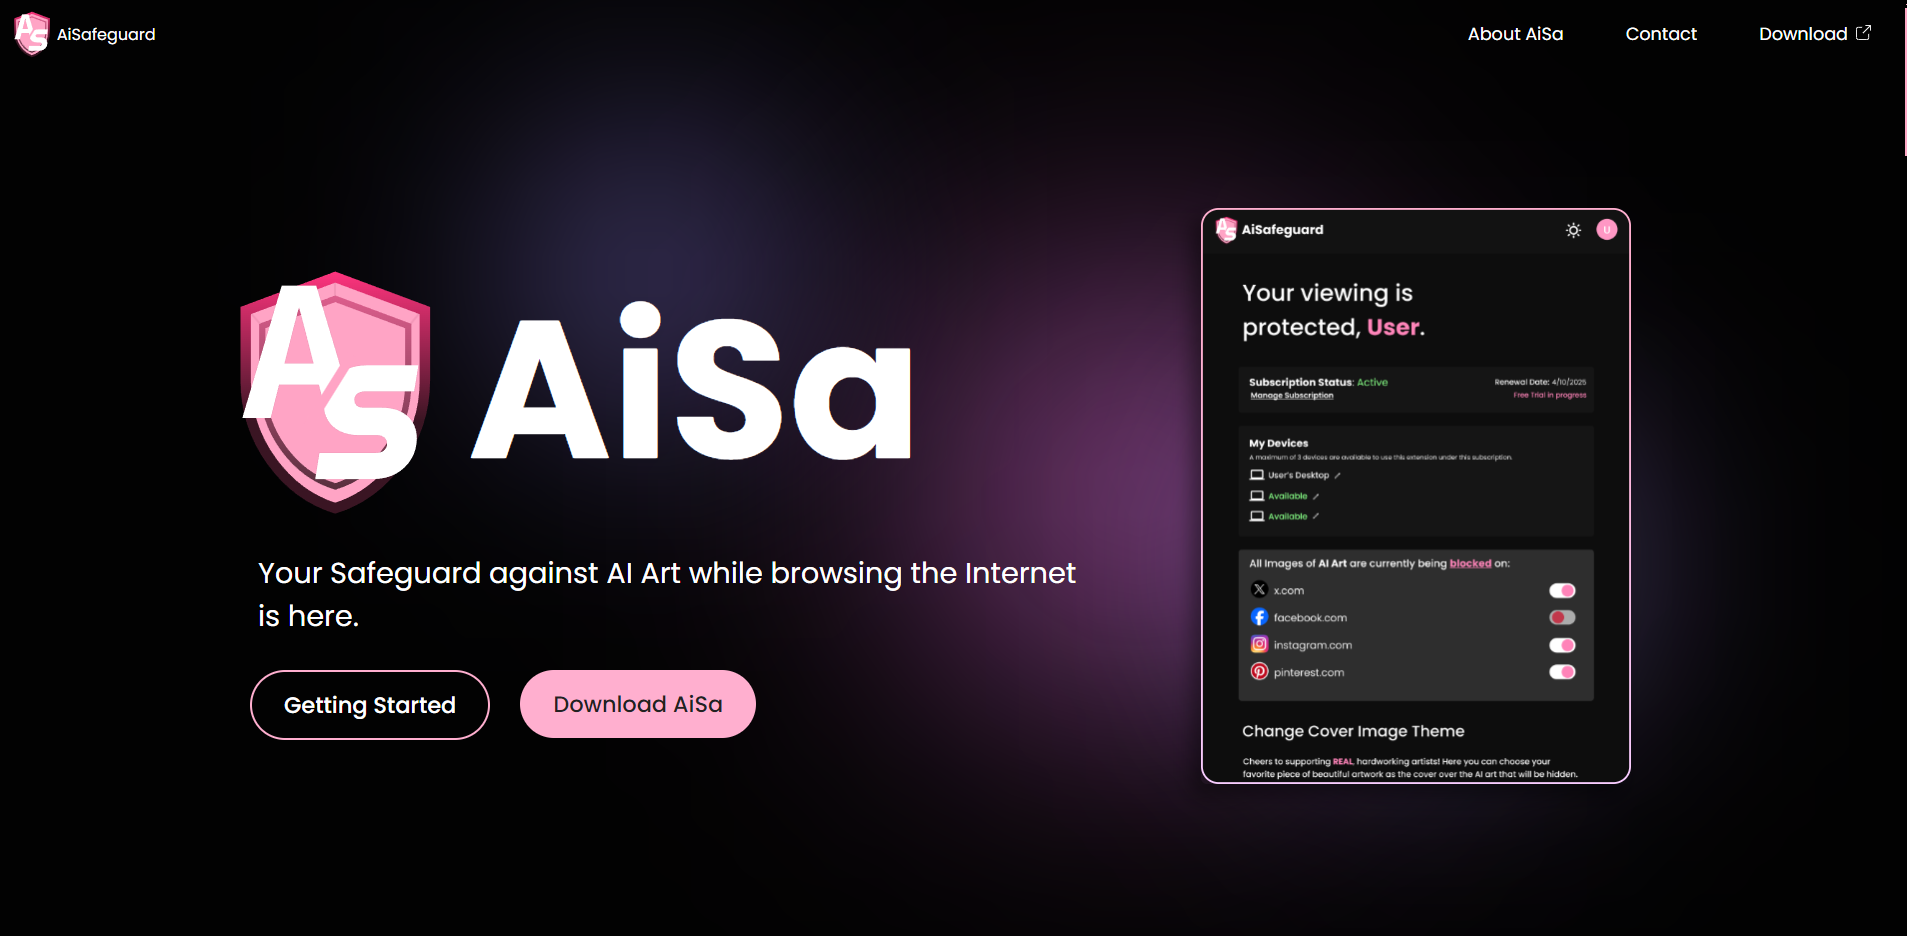 AS AiSafeguard
About AiSa
Contact
Download
AS AiSa
Your Safeguard against AI Art while browsing the Internet
is here.
Getting Started
Download AiSa
AS AiSafeguard
U
Your viewing is
protected, User.
Subscription Status: Active
Manage Subscription
Renewal Date: 4/10/2025
Free Trial in progress
My Devices
A maximum of 3 devices are available to use this extension under this subscription.
User's Desktop
Available
Available
All Images of AI Art are currently being blocked on:
x.com
facebook.com
instagram.com
pinterest.com
Change Cover Image Theme
Cheers to supporting REAL hardworking artists! Here you can choose your
favorite piece of beautiful artwork as the cover over the AI art that will be hidden.